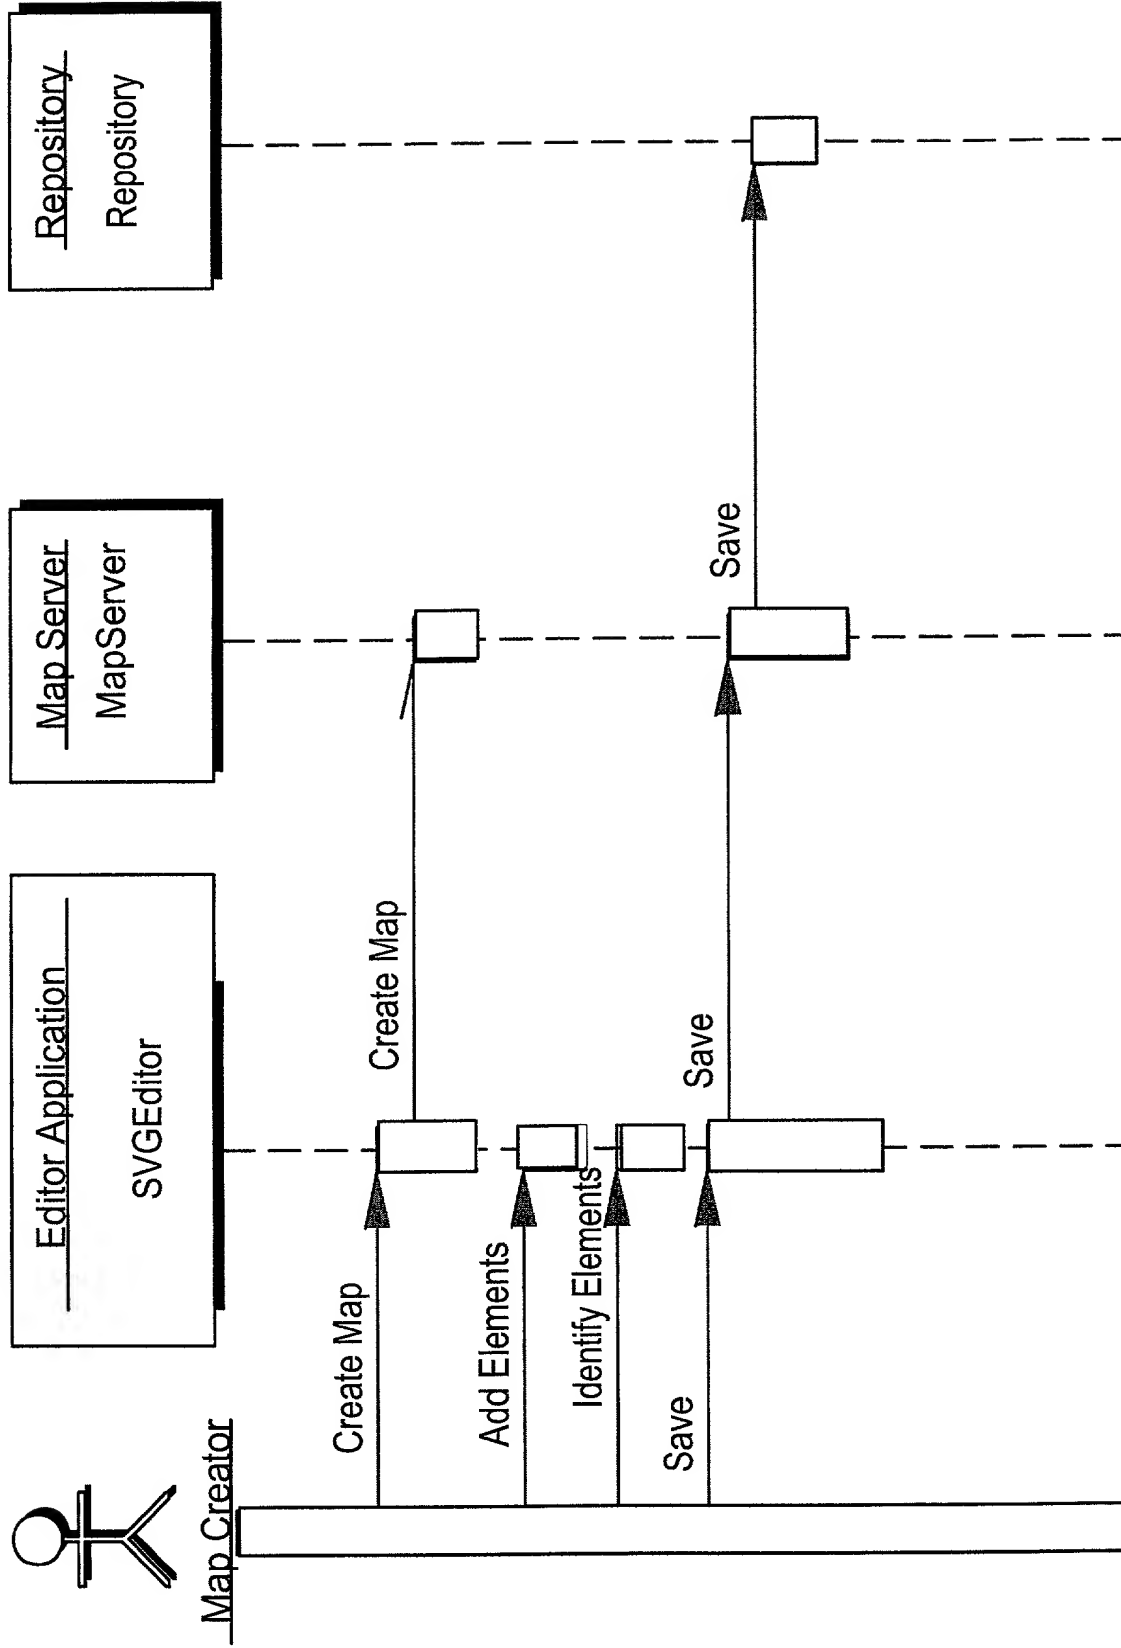 Map Creator
Editor Application
SVGEditor
Map Server
MapServer
Repository
Repository
Create Map
Create Map
Add Elements
Identify Elements
Save
Save
Save